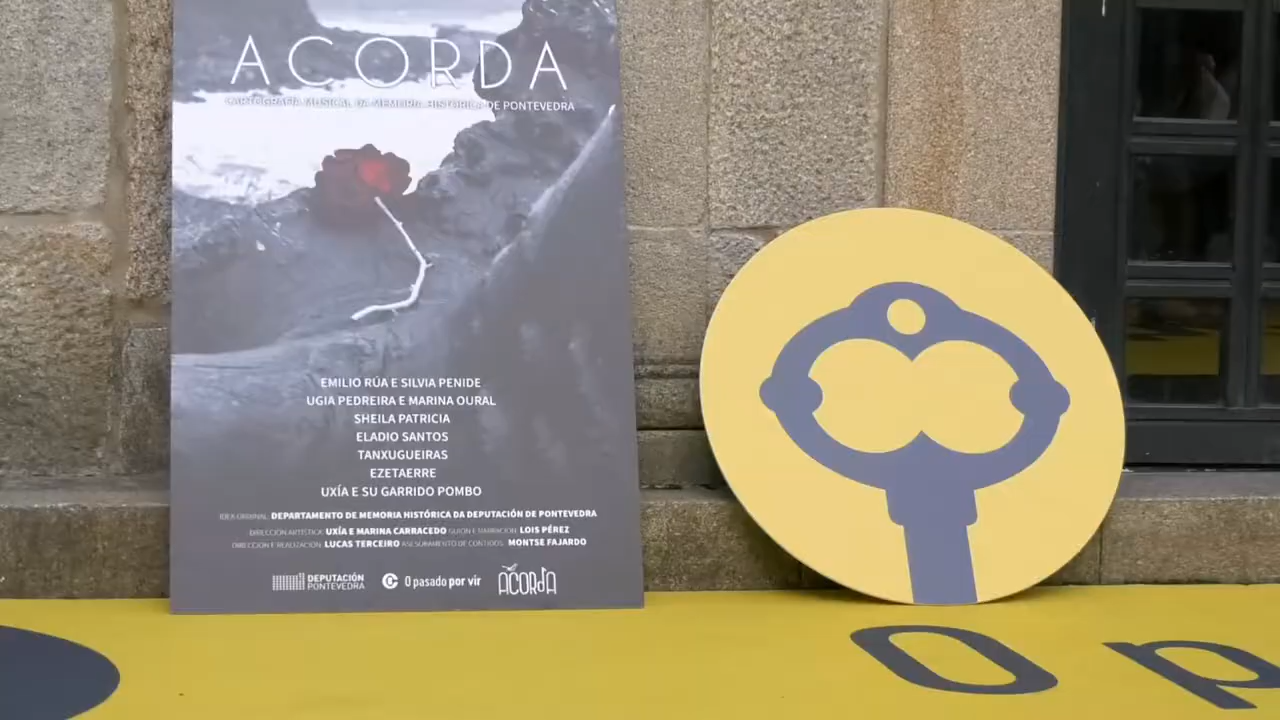 ACORDA
CARTOGRAFÍA MUSICAL DA MEMORIA HISTÓRICA DE PONTEVEDRA
EMILIO RÚA E SILVIA PENIDE
UGIA PEDREIRA E MARINA OURAL
SHEILA PATRICIA
ELADIO SANTOS
TANXUGUEIRAS
EZETAERRE
UXÍA E SU GARRIDO POMBO
IDEA ORIXINAL: DEPARTAMENTO DE MEMORIA HISTÓRICA DA DEPUTACIÓN DE PONTEVEDRA
DIRECCIÓN ARTÍSTICA: UXÍA E MARINA CARRACEDO GUION E NARRACIÓN: LOIS PÉREZ
DIRECCIÓN E REALIZACIÓN: LUCAS TERCEIRO ASESORAMENTO DE CONTIDOS: MONTSE FAJARDO
DEPUTACIÓN
PONTEVEDRA
O pasado por vir
ACORdA
O p